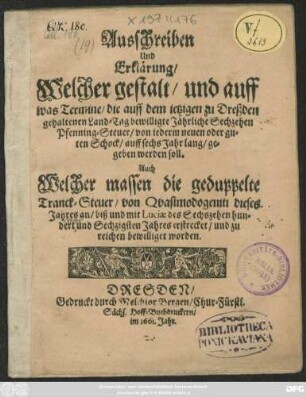 Ausschreiben
Und
Erklärung/
Welcher gestalt/ und auff
was Termine/ die auff dem itzigen zu Dreßden
gehaltenen Land-Tag bewilligte Jährliche Sechzehen
Pfenning-Steuer/ von iederm neuen oder gu-
ten Schock/ auff sechs Jahr lang/ ge-
geben werden soll.
Auch
Welcher massen die geduppelte
Tranck-Steuer/ von Qvasimodogeniti dieses
Jahres an/ biß und mit Luciæ des Sechszehen hun-
dert und Sechzigsten Jahres erstrecket/ und zu
reichen bewilliget worden.
DRESDEN/
Gedruckt durch Melchior Bergen/ Chur-Fürstl.
Sächs. Hoff-Buchdruckern/
im Jahr.
BIBLIOTHECA
PONICKAVIANA